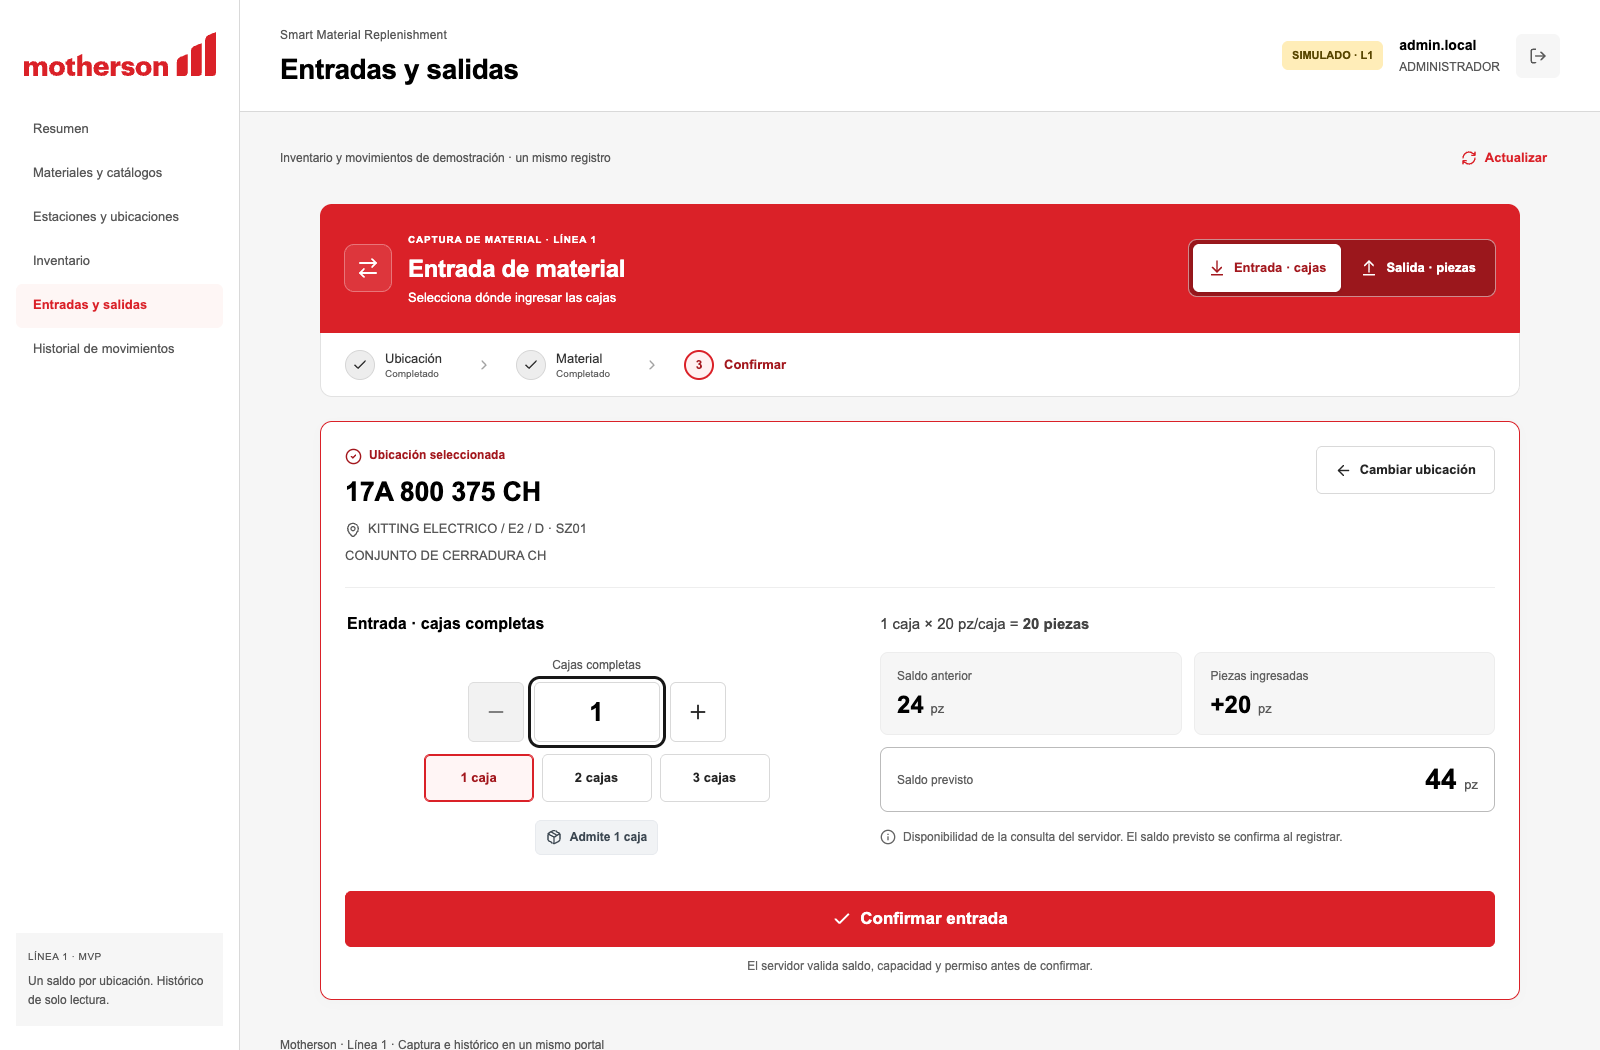 motherson
Resumen
Materiales y catálogos
Estaciones y ubicaciones
Inventario
Entradas y salidas
Historial de movimientos
LÍNEA 1 · MVP
Un saldo por ubicación. Histórico
de solo lectura.
Smart Material Replenishment
Entradas y salidas
SIMULADO · L1
admin.local
ADMINISTRADOR
Inventario y movimientos de demostración · un mismo registro
Actualizar
CAPTURA DE MATERIAL · LÍNEA 1
Entrada de material
Selecciona dónde ingresar las cajas
Entrada · cajas
Salida · piezas
Ubicación
Completado
Material
Completado
3 Confirmar
Ubicación seleccionada
17A 800 375 CH
KITTING ELECTRICO / E2 / D · SZ01
CONJUNTO DE CERRADURA CH
Cambiar ubicación
Entrada · cajas completas
Cajas completas
1
1 caja
2 cajas
3 cajas
Admite 1 caja
1 caja × 20 pz/caja = 20 piezas
Saldo anterior
24 pz
Piezas ingresadas
+20 pz
Saldo previsto
44 pz
Disponibilidad de la consulta del servidor. El saldo previsto se confirma al registrar.
Confirmar entrada
El servidor valida saldo, capacidad y permiso antes de confirmar.
Motherson · Línea 1 · Captura e histórico en un mismo portal